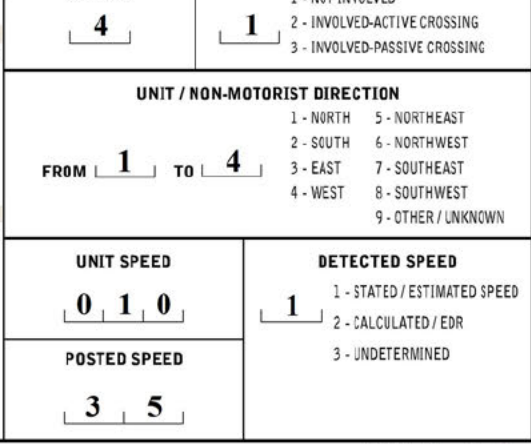 4
1
2 - INVOLVED-ACTIVE CROSSING
3 - INVOLVED-PASSIVE CROSSING
UNIT / NON-MOTORIST DIRECTION
FROM 1 TO 4
1 - NORTH 5 - NORTHEAST
2 - SOUTH 6 - NORTHWEST
3 - EAST 7 - SOUTHEAST
4 - WEST 8 - SOUTHWEST
9 - OTHER / UNKNOWN
UNIT SPEED
0 1 0
POSTED SPEED
3 5
DETECTED SPEED
1
1 - STATED / ESTIMATED SPEED
2 - CALCULATED / EDR
3 - UNDETERMINED